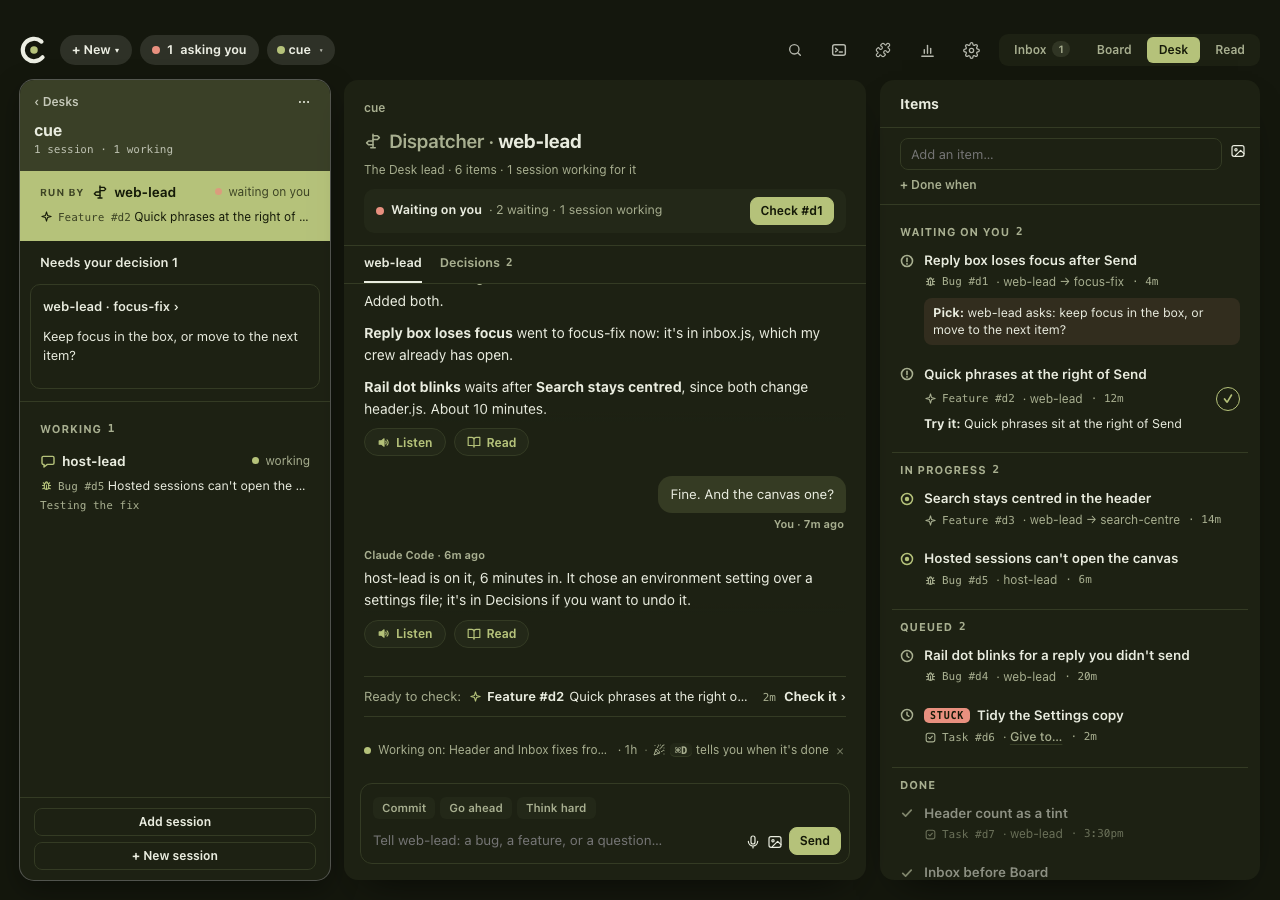 + New ▾
1 asking you
cue
Inbox 1
Board
Desk
Read
‹ Desks
···
cue
1 session · 1 working
RUN BY web-lead
waiting on you
Feature #d2 Quick phrases at the right of …
Needs your decision 1
web-lead · focus-fix ›
Keep focus in the box, or move to the next
item?
WORKING 1
host-lead
working
Bug #d5 Hosted sessions can't open the …
Testing the fix
Add session
+ New session
cue
Dispatcher · web-lead
The Desk lead · 6 items · 1 session working for it
Waiting on you · 2 waiting · 1 session working
Check #d1
web-lead
Decisions 2
Added both.
Reply box loses focus went to focus-fix now: it's in inbox.js, which my
crew already has open.
Rail dot blinks waits after Search stays centred, since both change
header.js. About 10 minutes.
Listen
Read
Fine. And the canvas one?
You · 7m ago
Claude Code · 6m ago
host-lead is on it, 6 minutes in. It chose an environment setting over a
settings file; it's in Decisions if you want to undo it.
Listen
Read
Ready to check: Feature #d2 Quick phrases at the right o… 2m Check it ›
Working on: Header and Inbox fixes fro… · 1h · ⌘D tells you when it's done ×
Commit
Go ahead
Think hard
Tell web-lead: a bug, a feature, or a question…
Send
Items
Add an item…
+ Done when
WAITING ON YOU 2
Reply box loses focus after Send
Bug #d1 · web-lead → focus-fix · 4m
Pick: web-lead asks: keep focus in the box, or
move to the next item?
Quick phrases at the right of Send
Feature #d2 · web-lead · 12m
Try it: Quick phrases sit at the right of Send
IN PROGRESS 2
Search stays centred in the header
Feature #d3 · web-lead → search-centre · 14m
Hosted sessions can't open the canvas
Bug #d5 · host-lead · 6m
QUEUED 2
Rail dot blinks for a reply you didn't send
Bug #d4 · web-lead · 20m
STUCK Tidy the Settings copy
Task #d6 · Give to… · 2m
DONE
Header count as a tint
Task #d7 · web-lead · 3:30pm
Inbox before Board